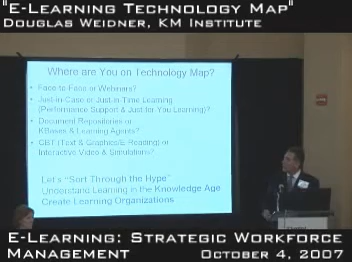 "E-Learning Technology Map"
Douglas Weidner, KM Institute
Where are You on Technology Map?
• Face-to-Face or Webinars?
• Just-in-Case or Just-in-Time Learning
(Performance Support & Just for You Learning)?
• Document Repositories or
KBases & Learning Agents?
• CBT (Text & Graphics/E-Reading) or
Interactive Video & Simulations?
Let's "Sort Through the Hype"
Understand Learning in the Knowledge Age
Create Learning Organizations
E-Learning: Strategic Workforce
Management October 4, 2007